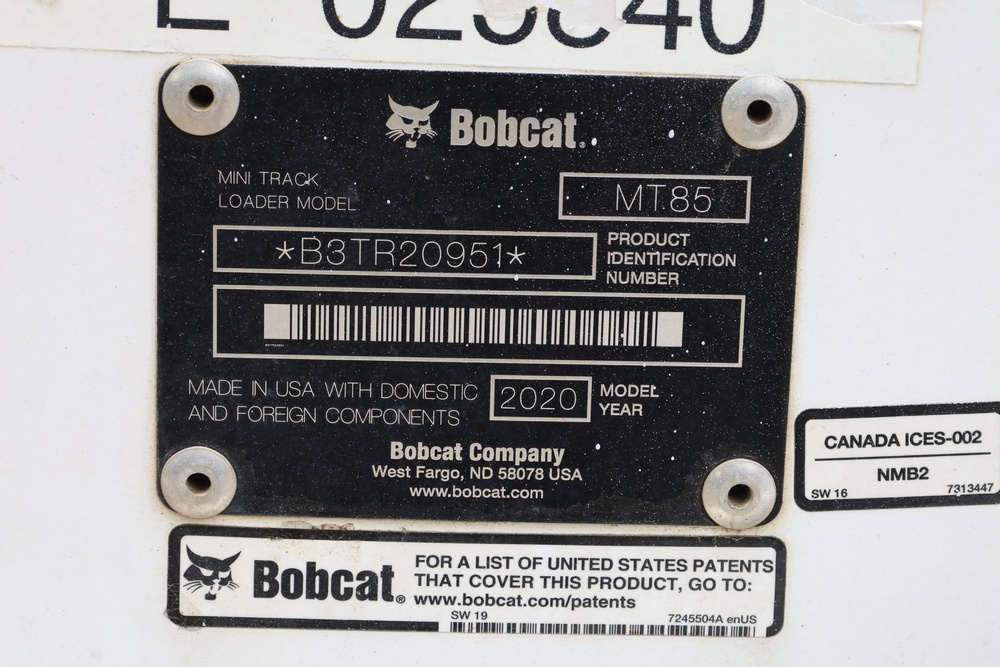 Bobcat®
MINI TRACK
LOADER MODEL
MT85
*B3TR20951*
PRODUCT
IDENTIFICATION
NUMBER
MADE IN USA WITH DOMESTIC
AND FOREIGN COMPONENTS
2020
MODEL
YEAR
Bobcat Company
West Fargo, ND 58078 USA
www.bobcat.com
CANADA ICES-002
NMB2
SW 16
7313447
Bobcat®
FOR A LIST OF UNITED STATES PATENTS
THAT COVER THIS PRODUCT, GO TO:
www.bobcat.com/patents
SW 19
7245504A enUS